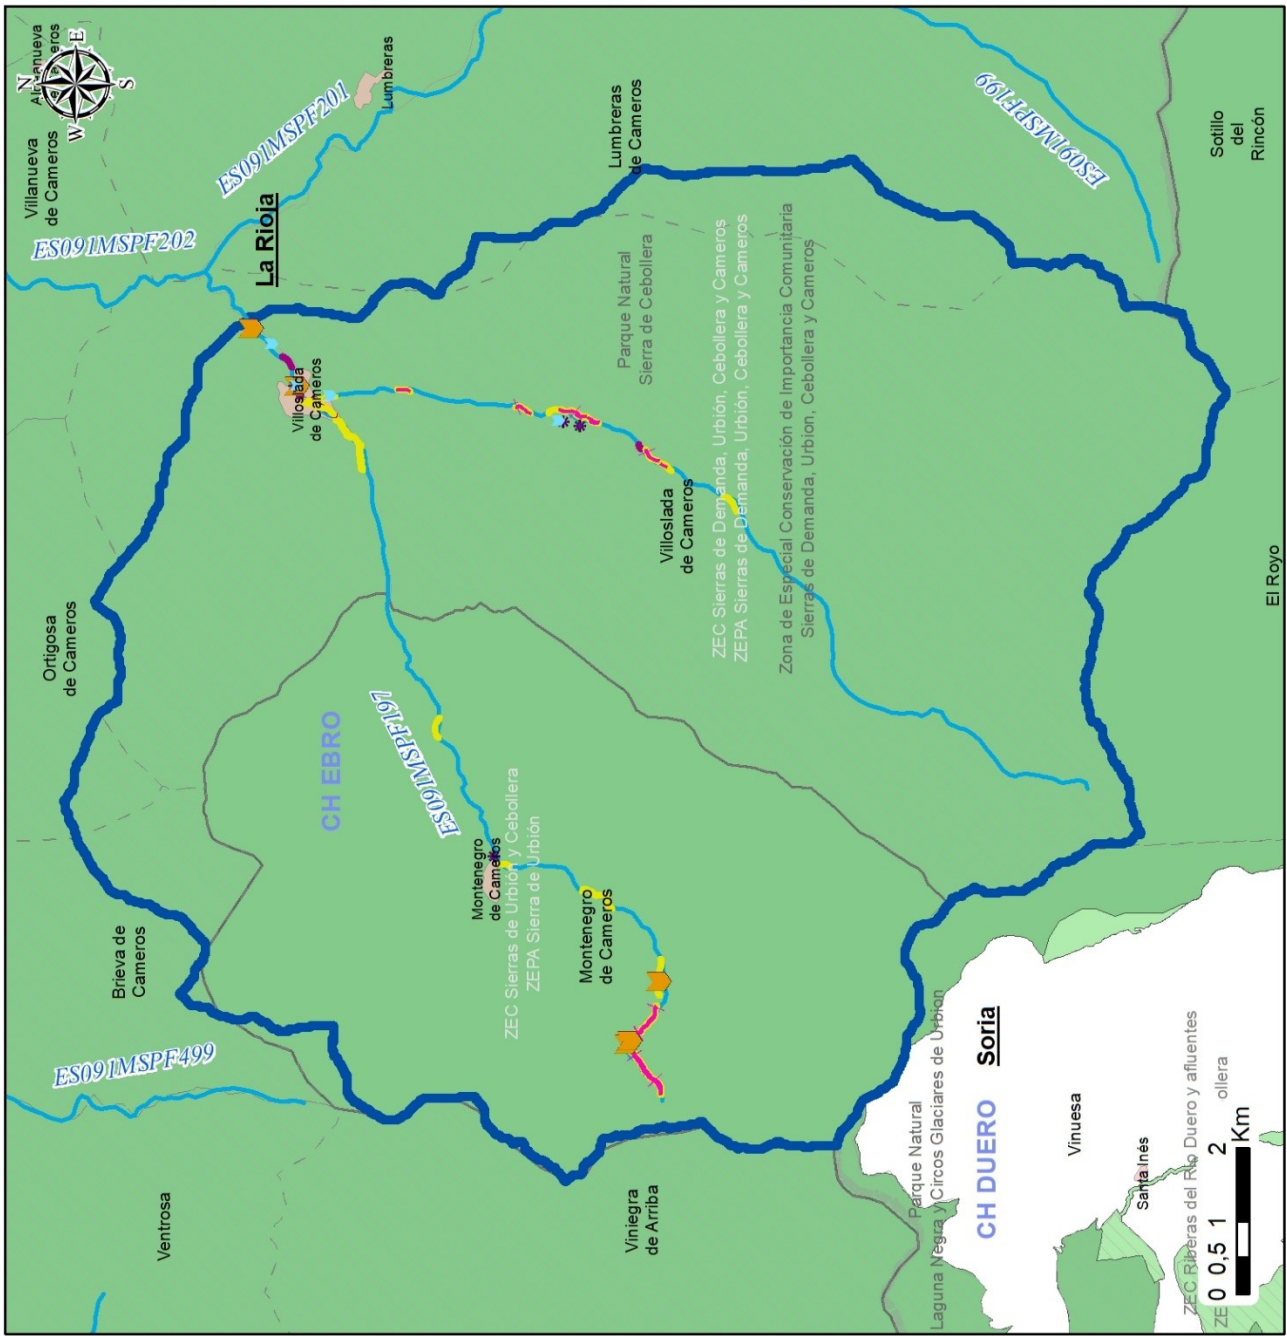 N
E
S
W
Villanueva
de Cameros
ES091MSPF202
ES091MSPF201
Lumbreras
La Rioja
Ortigosa
de Cameros
Brieva de
Cameros
ES091MSPF499
Ventrosa
Villoslada
de Cameros
CH EBRO
ES091MSPF197
Montenegro
de Cameros
ZEC Sierras de Urbión y Cebollera
ZEPA Sierra de Urbión
Montenegro
de Cameros
Viniegra
de Arriba
Lumbreras
de Cameros
Parque Natural
Sierra de Cebollera
Villoslada
de Cameros
ZEC Sierras de Demanda, Urbión, Cebollera y Cameros
ZEPA Sierras de Demanda, Urbión, Cebollera y Cameros
Zona de Especial Conservación de Importancia Comunitaria
Sierras de Demanda, Urbion, Cebollera y Cameros
ES091MSPF199
Sotillo
del
Rincón
El Royo
Parque Natural
Laguna Negra y Circos Glaciares de Urbion
CH DUERO
Soria
Vinuesa
Santa Inés
ZEC Riberas del Río Duero y afluentes
ZE ollera
0 0,5 1 2
Km